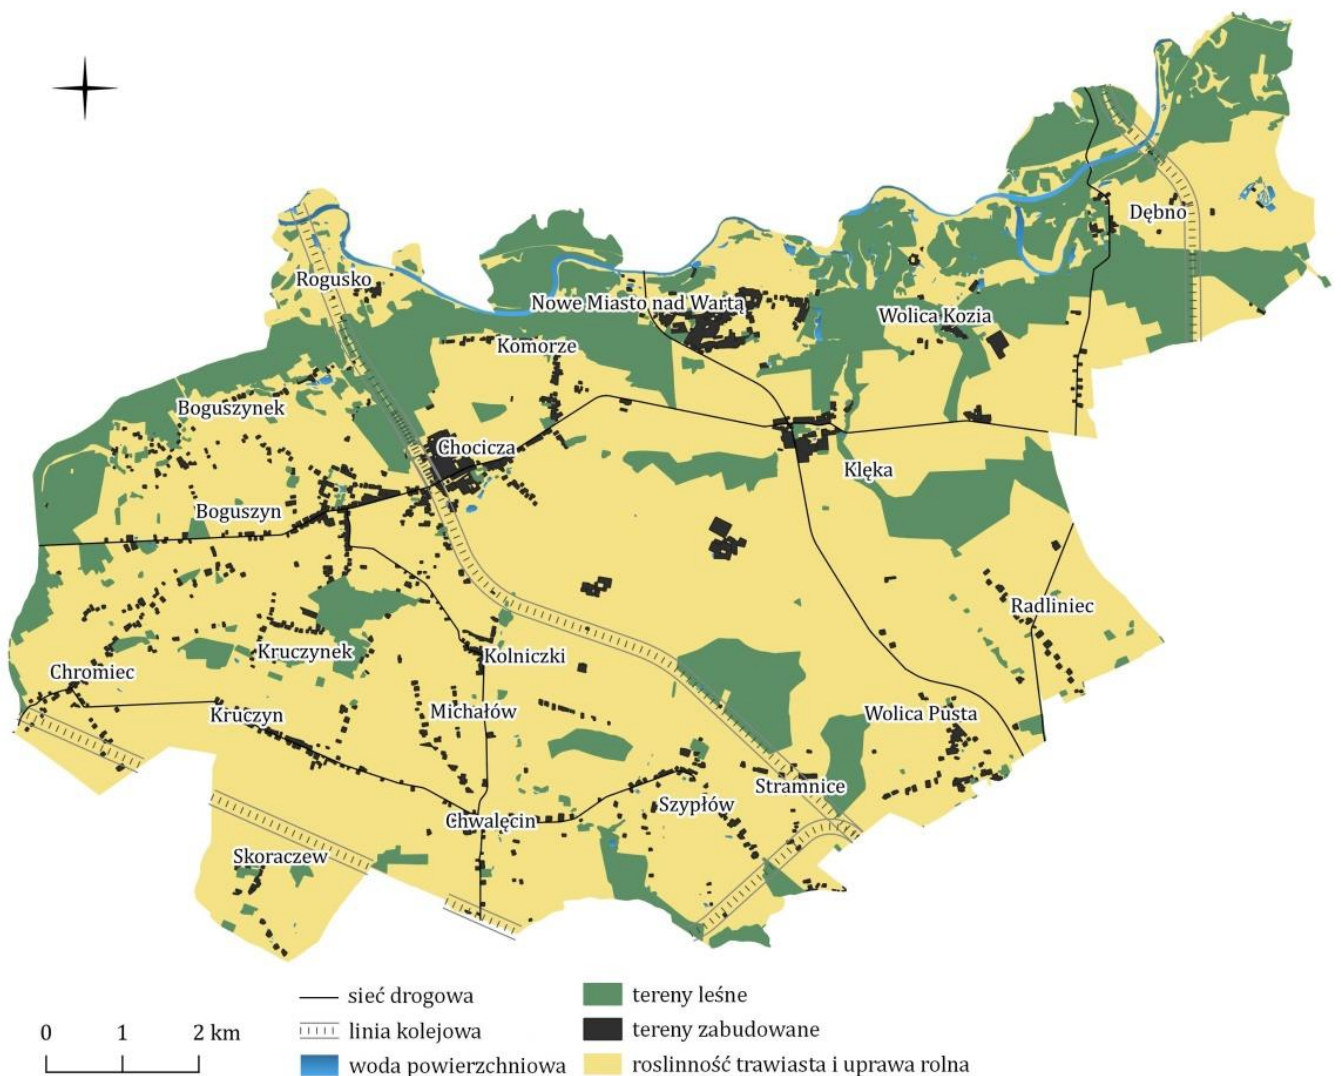 Dębno
Rogusko
Nowe Miasto nad Wartą
Wolica Kozia
Komorze
Boguszynek
Chocicza
Klęka
Boguszyn
Radliniec
Kruczynek
Kolniczki
Chromiec
Kruczyn
Michałów
Wolica Pusta
Stramnice
Szypłów
Chwalęcin
Skoraczew
0 1 2 km
sieć drogowa
linia kolejowa
woda powierzchniowa
tereny leśne
tereny zabudowane
roslinność trawiasta i uprawa rolna